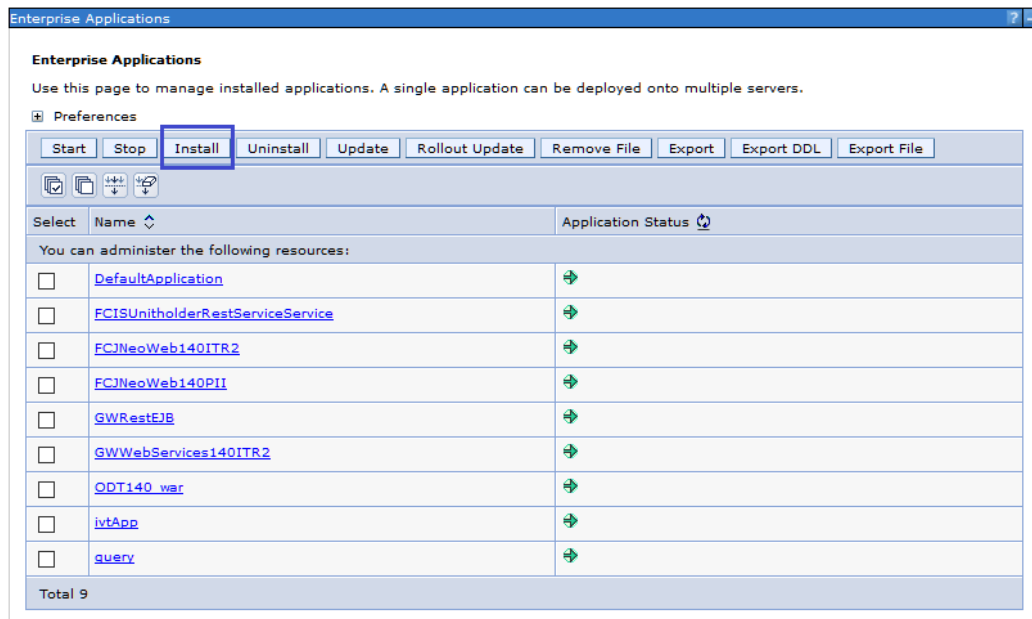 Enterprise Applications ? -
Enterprise Applications
Use this page to manage installed applications. A single application can be deployed onto multiple servers.
+ Preferences
Start Stop Install Uninstall Update Rollout Update Remove File Export Export DDL Export File
Select Name Application Status
You can administer the following resources:
DefaultApplication
FCISUnitholderRestServiceService
FCJNeoWeb140ITR2
FCJNeoWeb140PII
GWRestEJB
GWWebServices140ITR2
ODT140_war
ivtApp
query
Total 9